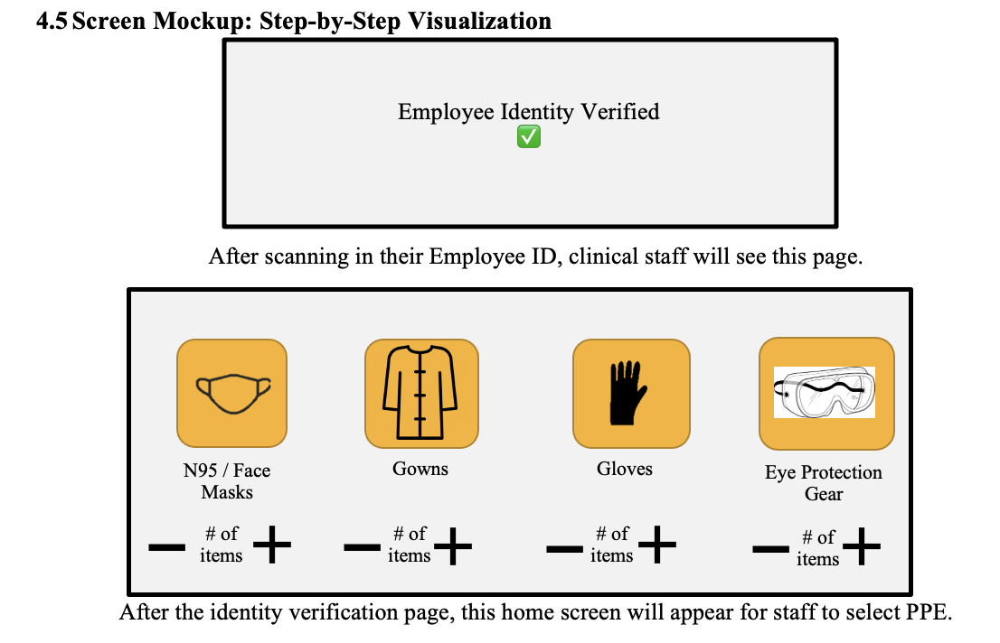 4.5 Screen Mockup: Step-by-Step Visualization
Employee Identity Verified
After scanning in their Employee ID, clinical staff will see this page.
N95 / Face
Masks
Gowns
Gloves
Eye Protection
Gear
# of
items
# of
items
# of
items
# of
items
After the identity verification page, this home screen will appear for staff to select PPE.